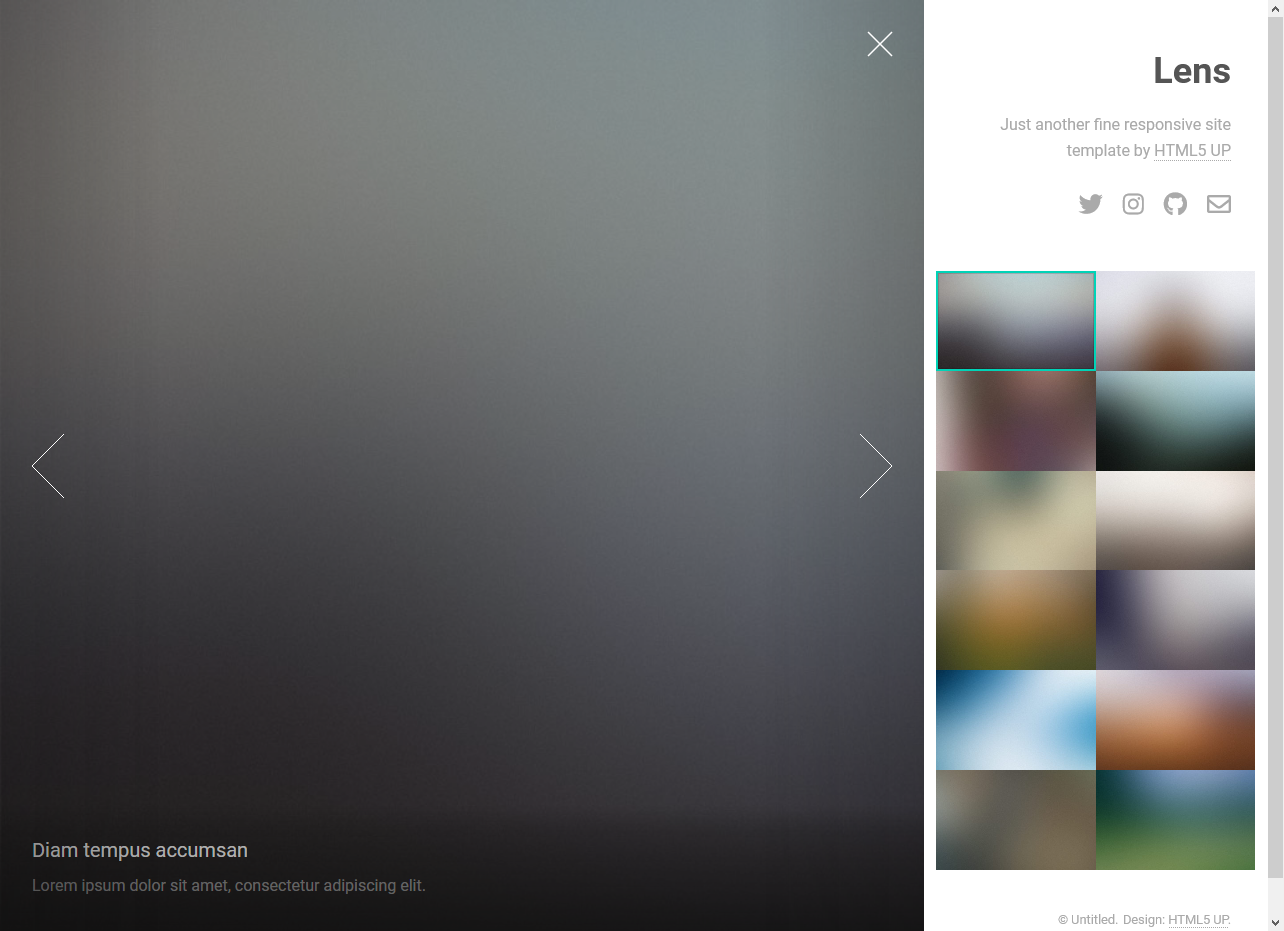 Lens
Just another fine responsive site
template by HTML5 UP
Diam tempus accumsan
Lorem ipsum dolor sit amet, consectetur adipiscing elit.
© Untitled. Design: HTML5 UP.